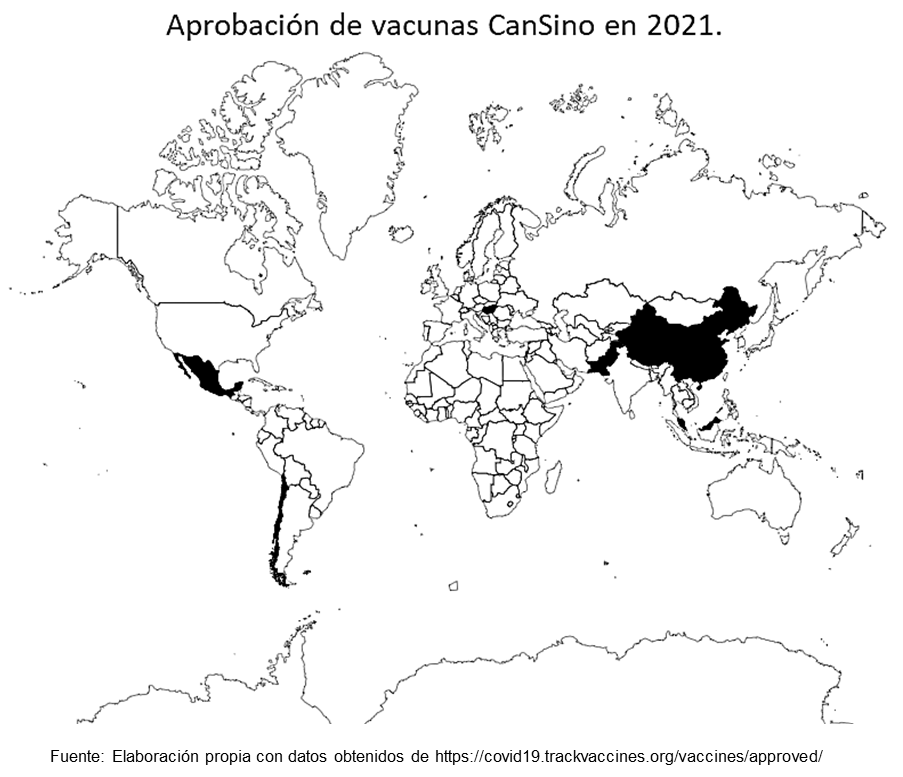 Aprobación de vacunas CanSino en 2021.
Fuente: Elaboración propia con datos obtenidos de https://covid19.trackvaccines.org/vaccines/approved/